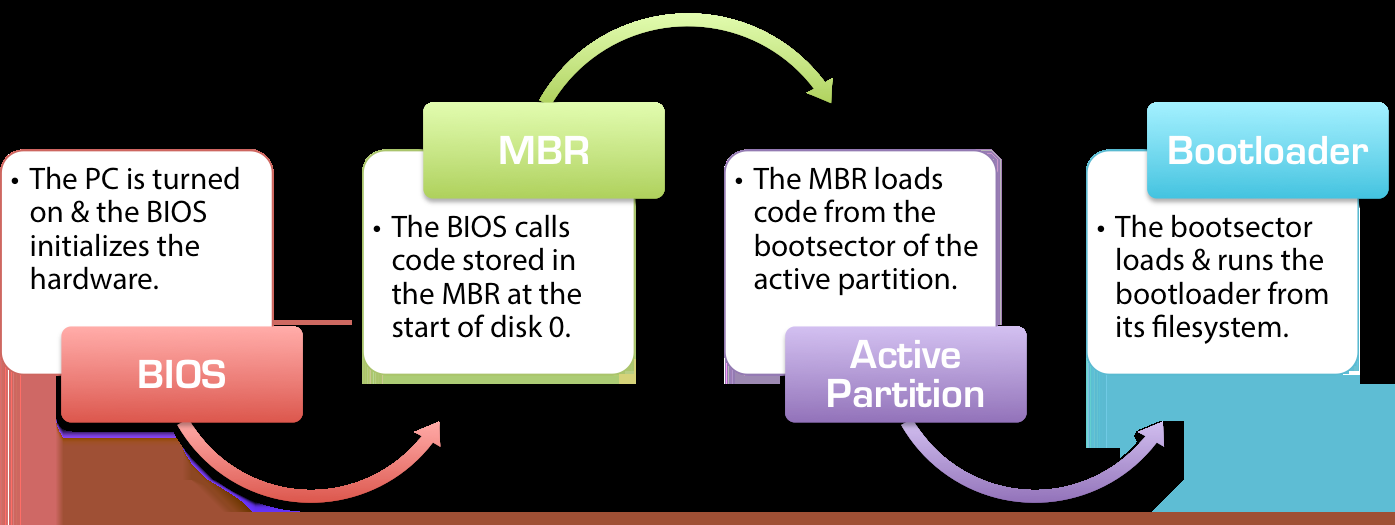 • The PC is turned
on & the BIOS
initializes the
hardware.
BIOS
MBR
• The BIOS calls
code stored in
the MBR at the
start of disk 0.
• The MBR loads
code from the
bootsector of the
active partition.
Active
Partition
Bootloader
• The bootsector
loads & runs the
bootloader from
its filesystem.